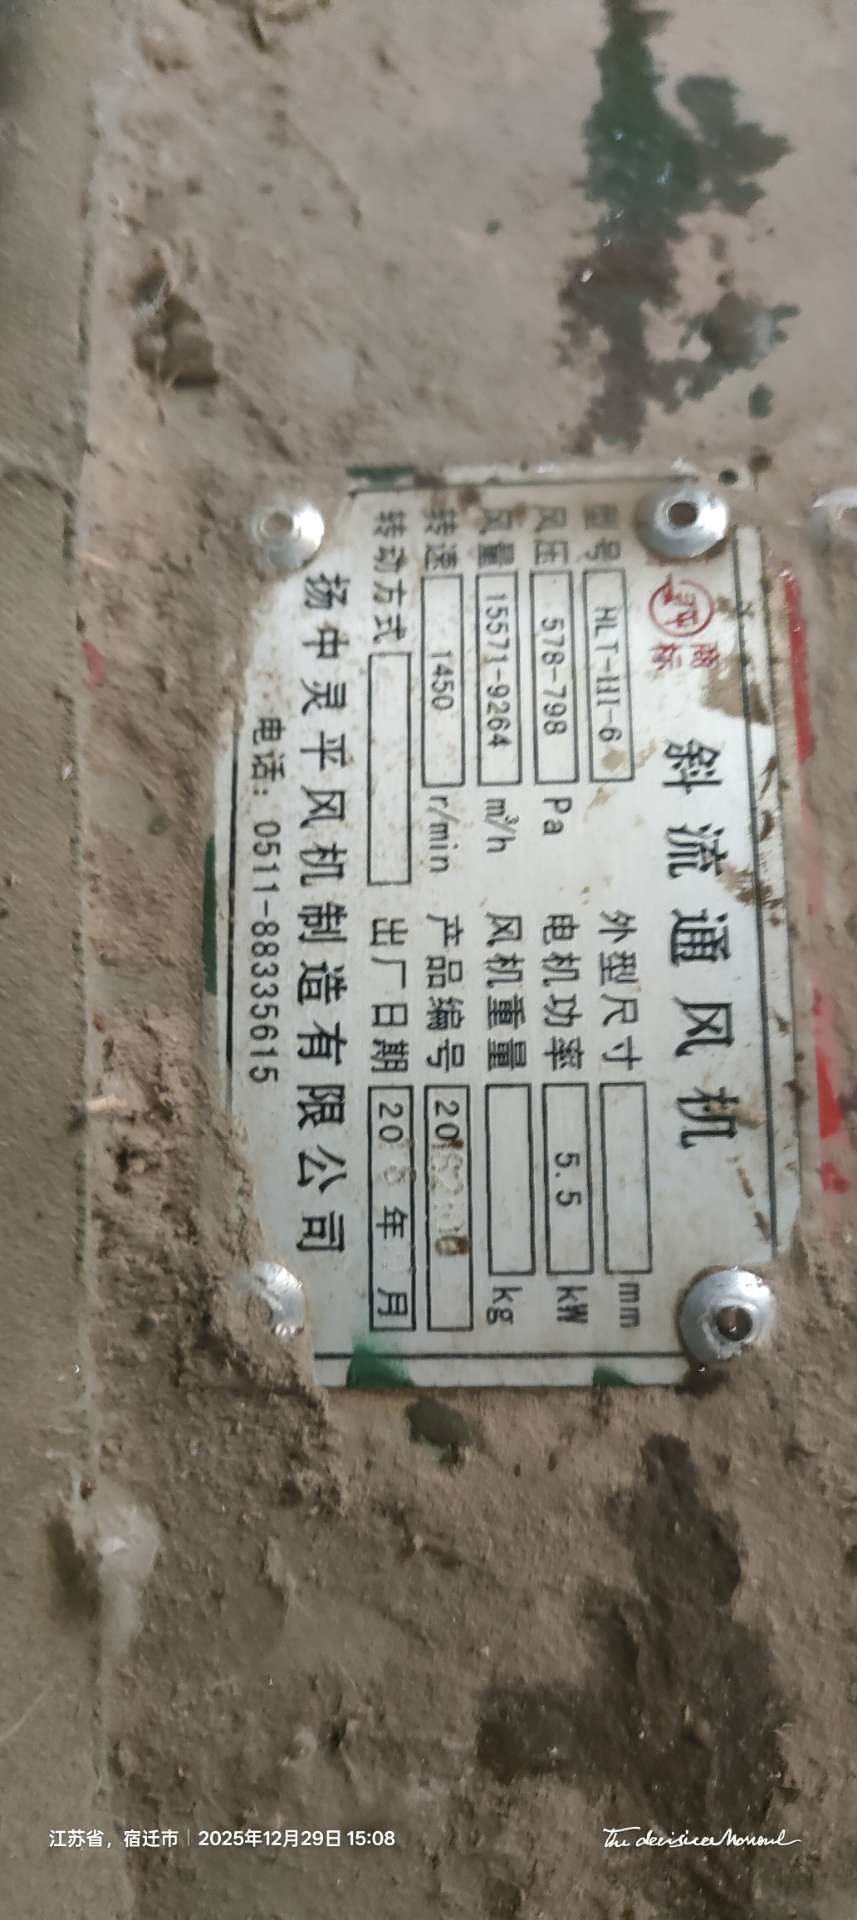 灵平
商标
斜流通风机
型号 HLT-III-6
外型尺寸 mm
风压 578-798 Pa
电机功率 5.5 kW
风量 15571-9264 m³/h
风机重量 kg
转速 1450 r/min
产品编号
转动方式
出厂日期 年 月
扬中灵平风机制造有限公司
电话：0511-88335615
江苏省，宿迁市 2025年12月29日 15:08